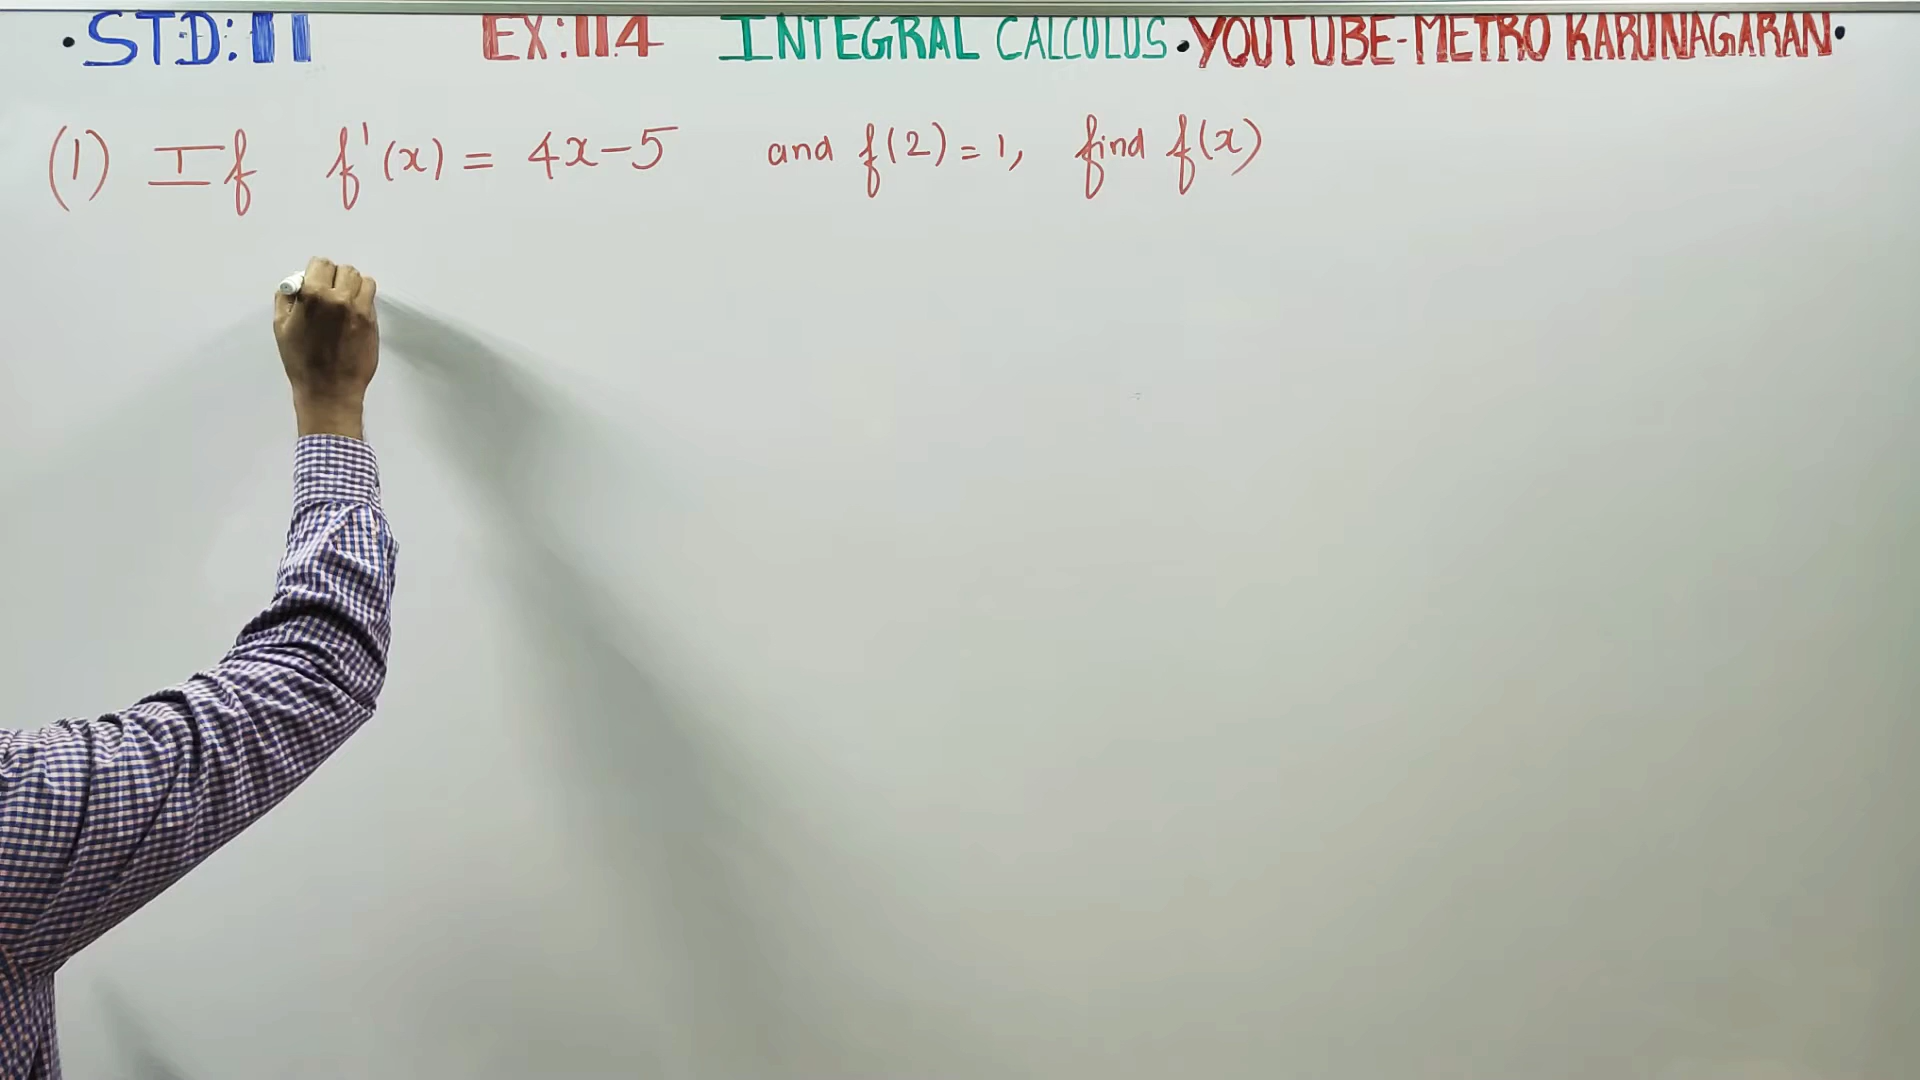 • STD: 11 EX: 11.4 INTEGRAL CALCULUS • YOUTUBE-METRO KARUNAGARAN •
(1) If f'(x) = 4x-5 and f(2) = 1, find f(x)